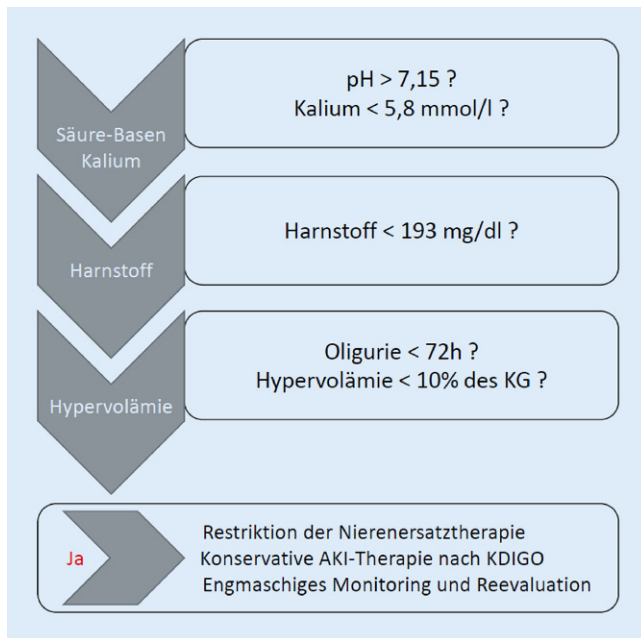 pH > 7,15 ?
Kalium < 5,8 mmol/l ?
Säure-Basen
Kalium
Harnstoff < 193 mg/dl ?
Harnstoff
Oligurie < 72h ?
Hypervolämie < 10% des KG ?
Hypervolämie
Ja
Restriktion der Nierenersatztherapie
Konservative AKI-Therapie nach KDIGO
Engmaschiges Monitoring und Reevaluation